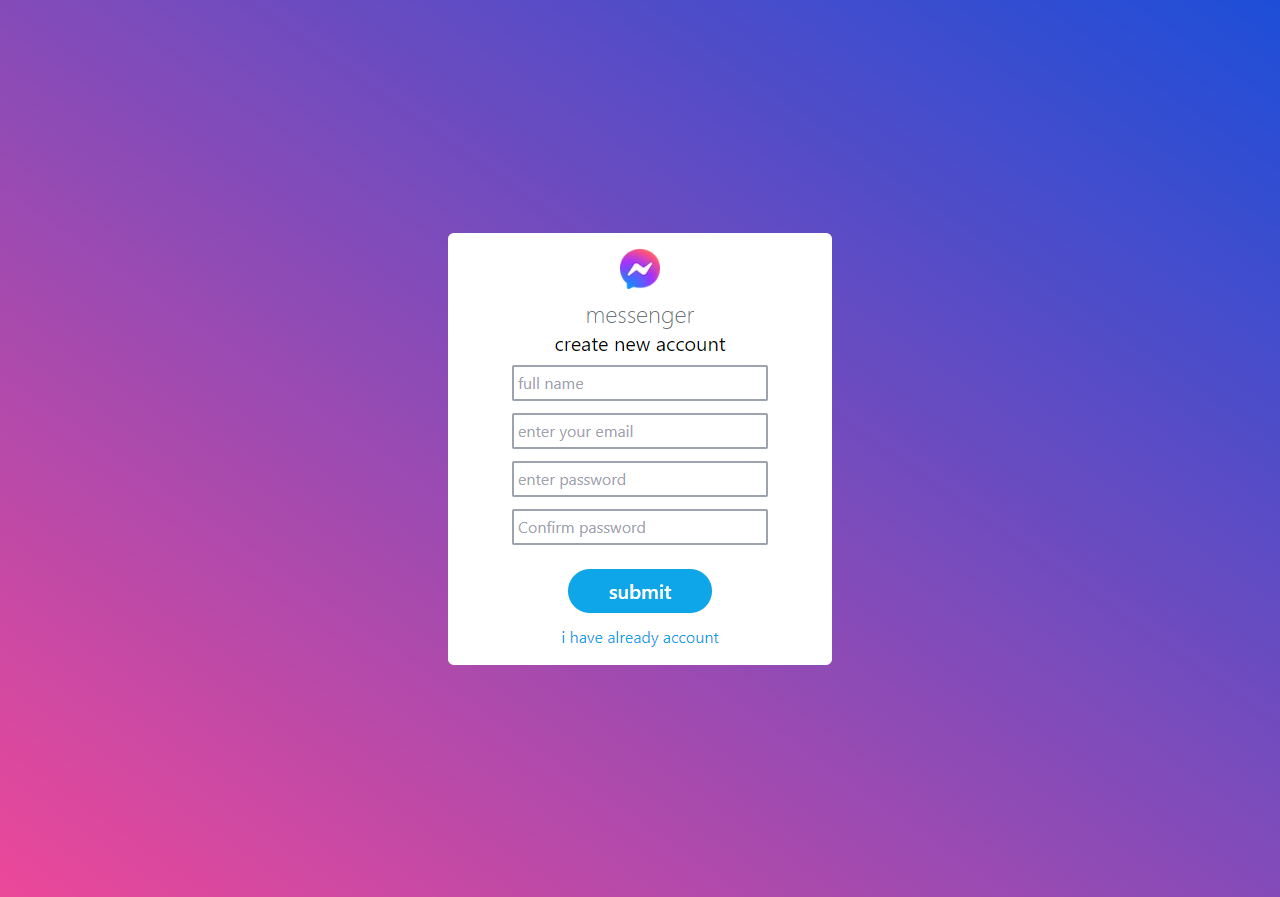 messenger
create new account
full name
enter your email
enter password
Confirm password
submit
i have already account